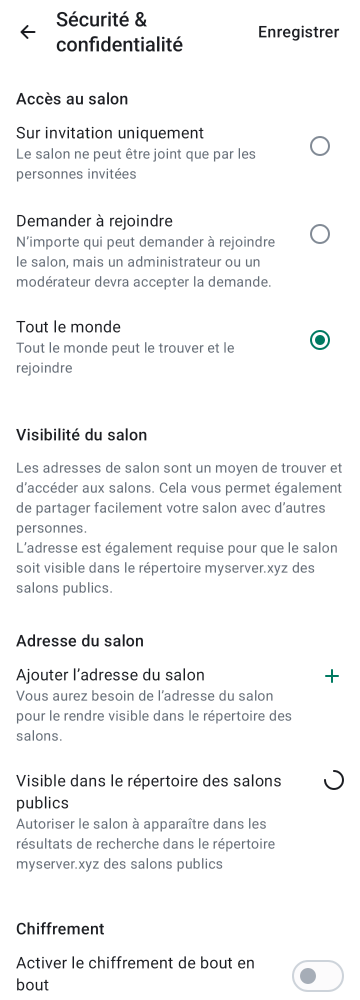 Sécurité &
confidentialité
Enregistrer
Accès au salon
Sur invitation uniquement
Le salon ne peut être joint que par les
personnes invitées
Demander à rejoindre
N’importe qui peut demander à rejoindre
le salon, mais un administrateur ou un
modérateur devra accepter la demande.
Tout le monde
Tout le monde peut le trouver et le
rejoindre
Visibilité du salon
Les adresses de salon sont un moyen de trouver et
d’accéder aux salons. Cela vous permet également
de partager facilement votre salon avec d’autres
personnes.
L’adresse est également requise pour que le salon
soit visible dans le répertoire myserver.xyz des
salons publics.
Adresse du salon
Ajouter l’adresse du salon
Vous aurez besoin de l’adresse du salon
pour le rendre visible dans le répertoire des
salons.
Visible dans le répertoire des salons
publics
Autoriser le salon à apparaître dans les
résultats de recherche dans le répertoire
myserver.xyz des salons publics
Chiffrement
Activer le chiffrement de bout en
bout